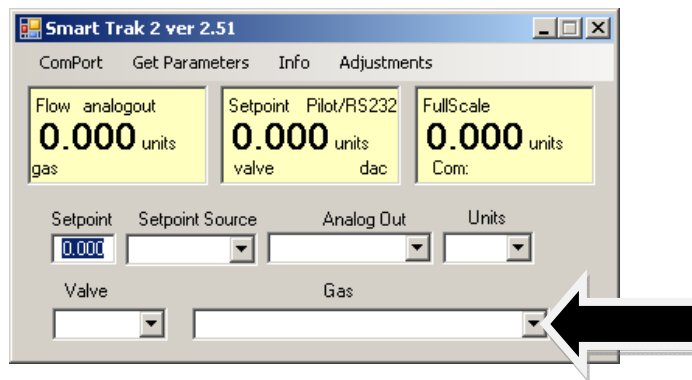 Smart Trak 2 ver 2.51
ComPort Get Parameters Info Adjustments
Flow analogout Setpoint Pilot/RS232 FullScale
0.000 units 0.000 units 0.000 units
gas valve dac Com:
Setpoint Setpoint Source Analog Out Units
0.000
Valve Gas